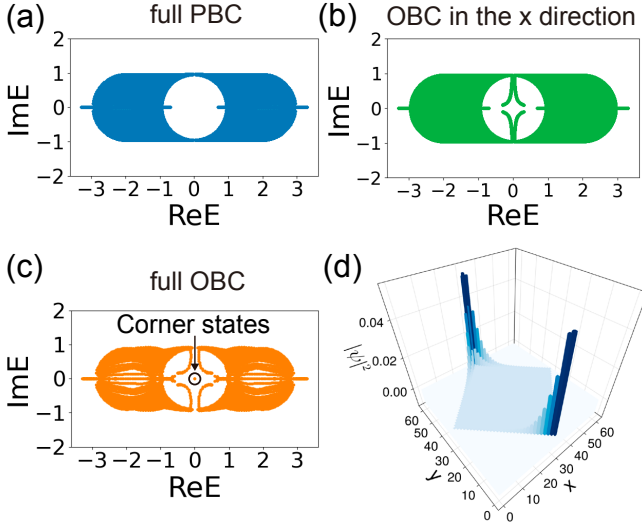 (a) full PBC
2
1
0
−1
−2
ImE
−3 −2 −1 0 1 2 3
ReE
(b) OBC in the x direction
2
1
0
−1
−2
ImE
−3 −2 −1 0 1 2 3
ReE
(c) full OBC
Corner states
2
1
0
−1
−2
ImE
−3 −2 −1 0 1 2 3
ReE
(d)
0.04
0.02
0.00
|ψ|²
60
50
40
30
20
10
0
y
0
10
20
30
40
50
60
x